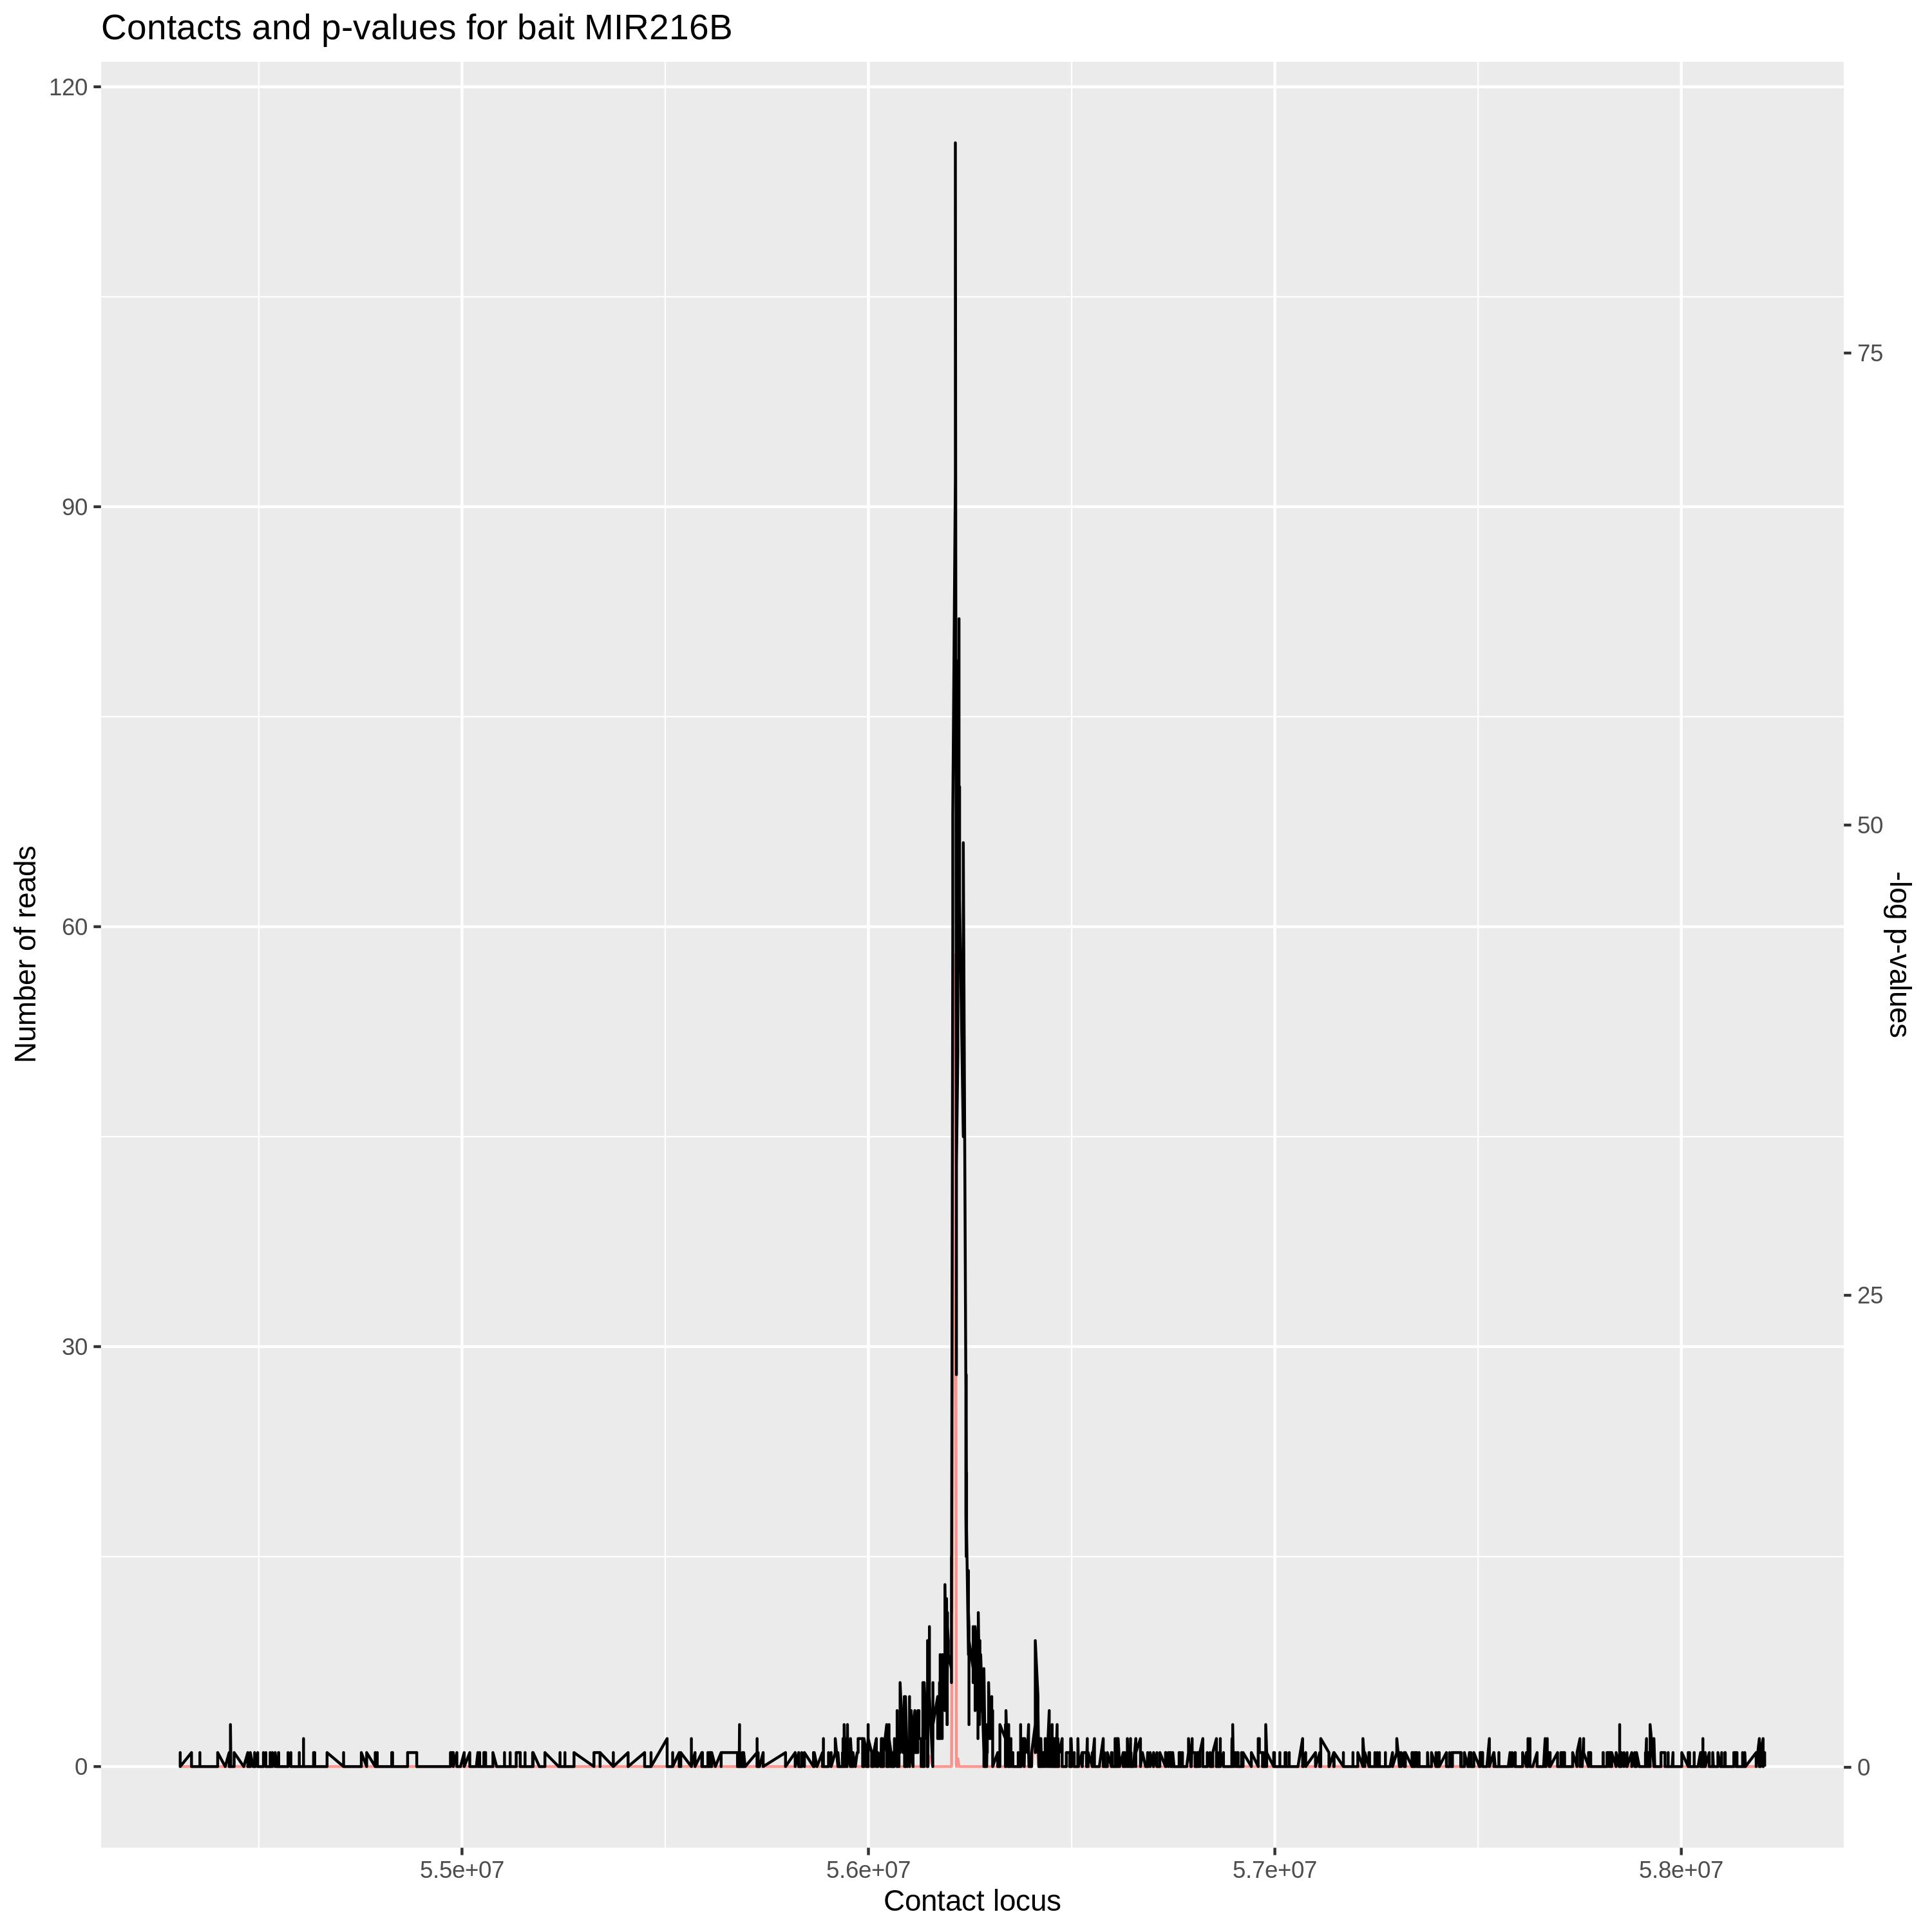 Contacts and p-values for bait MIR216B
120
90
60
30
0
Number of reads
75
50
25
0
-log p-values
5.5e+07 5.6e+07 5.7e+07 5.8e+07
Contact locus